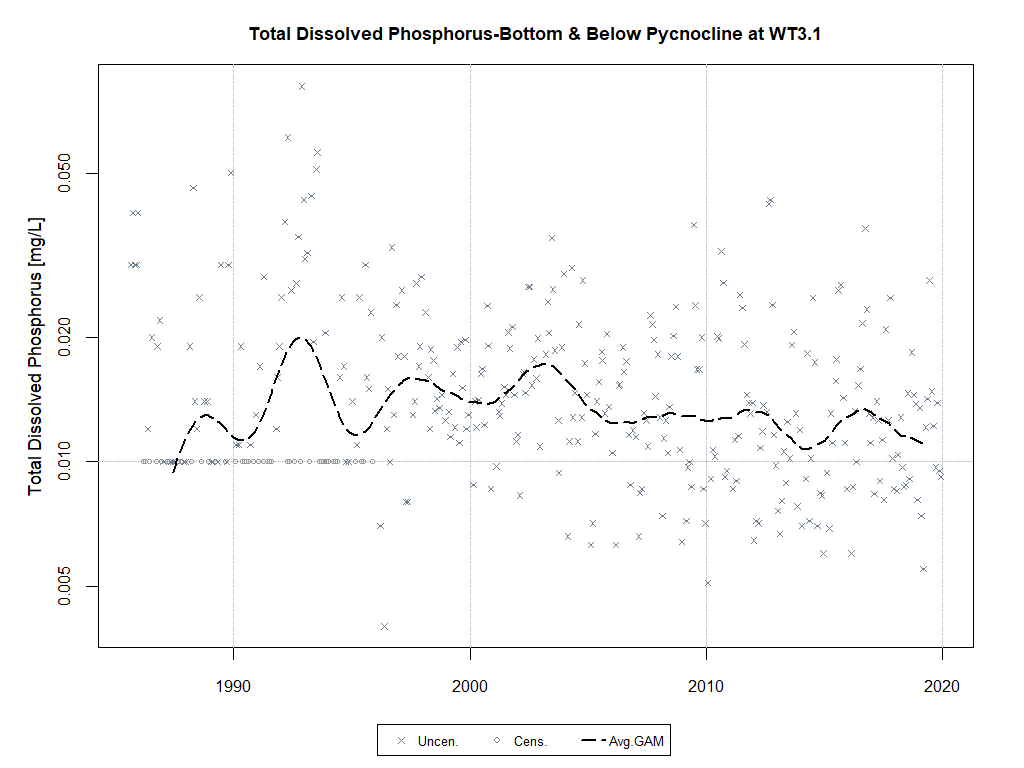 Total Dissolved Phosphorus-Bottom & Below Pycnocline at WT3.1
Total Dissolved Phosphorus [mg/L]
0.050
0.020
0.010
0.005
1990 2000 2010 2020
Uncen. Cens. Avg.GAM